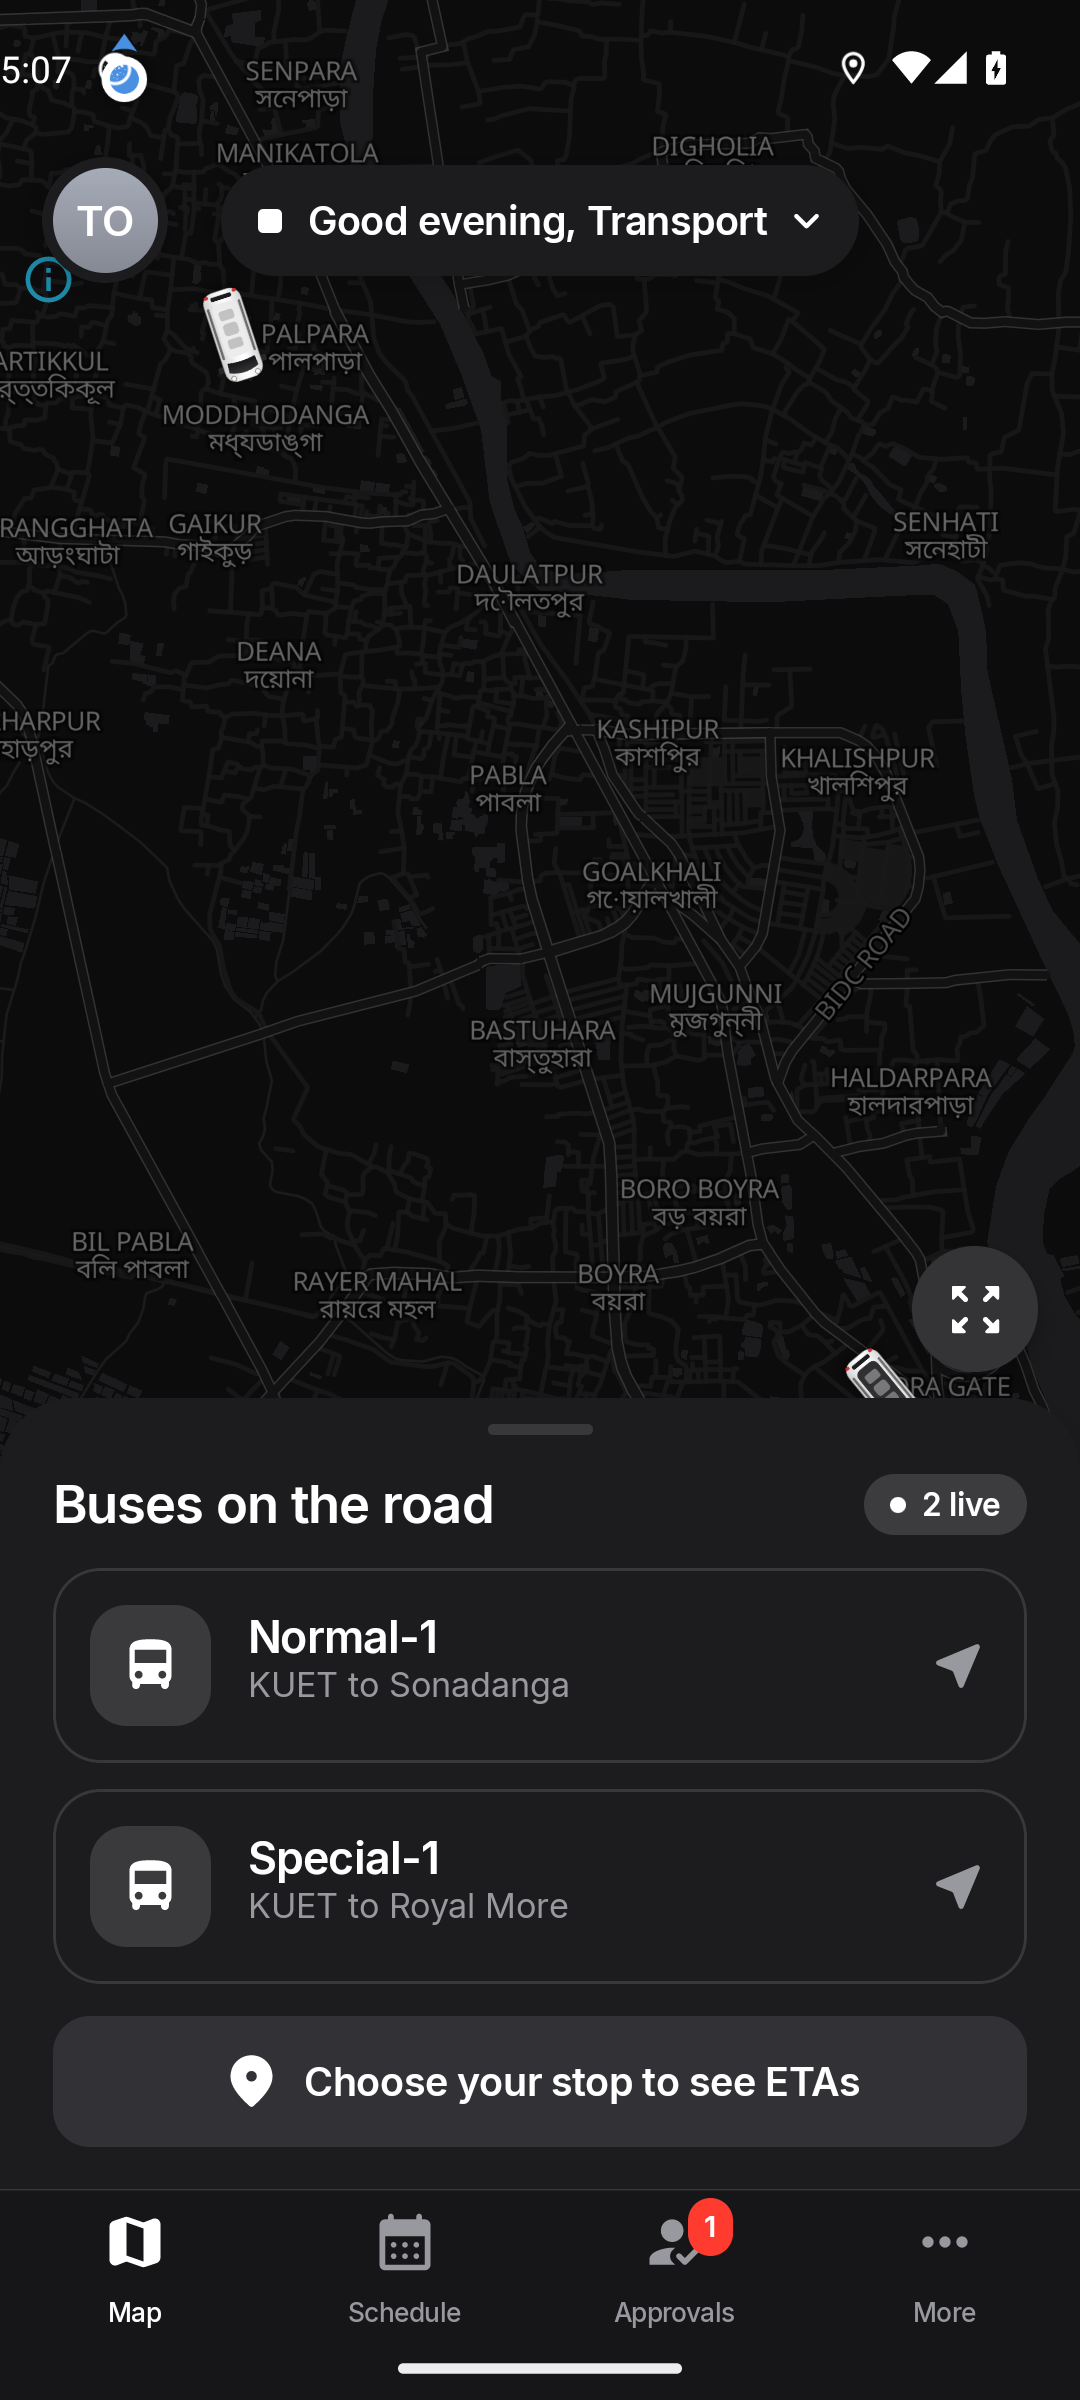 5:07
SENPARA
সেনপাড়া
MANIKATOLA
DIGHOLIA
TO
Good evening, Transport
PALPARA
পালপাড়া
ARTIKKUL
MODDHODANGA
মধ্যডাঙ্গা
RANGGHATA
আড়ংঘাটা
GAIKUR
গাইকুড়
SENHATI
সেনহাটী
DAULATPUR
দৌলতপুর
DEANA
দেয়ানা
HARPUR
হাড়পুর
KASHIPUR
কাশিপুর
KHALISHPUR
খালিশপুর
PABLA
পাবলা
GOALKHALI
গোয়ালখালী
BIDC ROAD
MUJGUNNI
মুজগুন্নী
BASTUHARA
বাস্তুহারা
HALDARPARA
হালদারপাড়া
BORO BOYRA
বড় বয়রা
BIL PABLA
বিল পাবলা
RAYER MAHAL
রায়ের মহল
BOYRA
বয়রা
ORA GATE
Buses on the road
2 live
Normal-1
KUET to Sonadanga
Special-1
KUET to Royal More
Choose your stop to see ETAs
1
Map
Schedule
Approvals
More